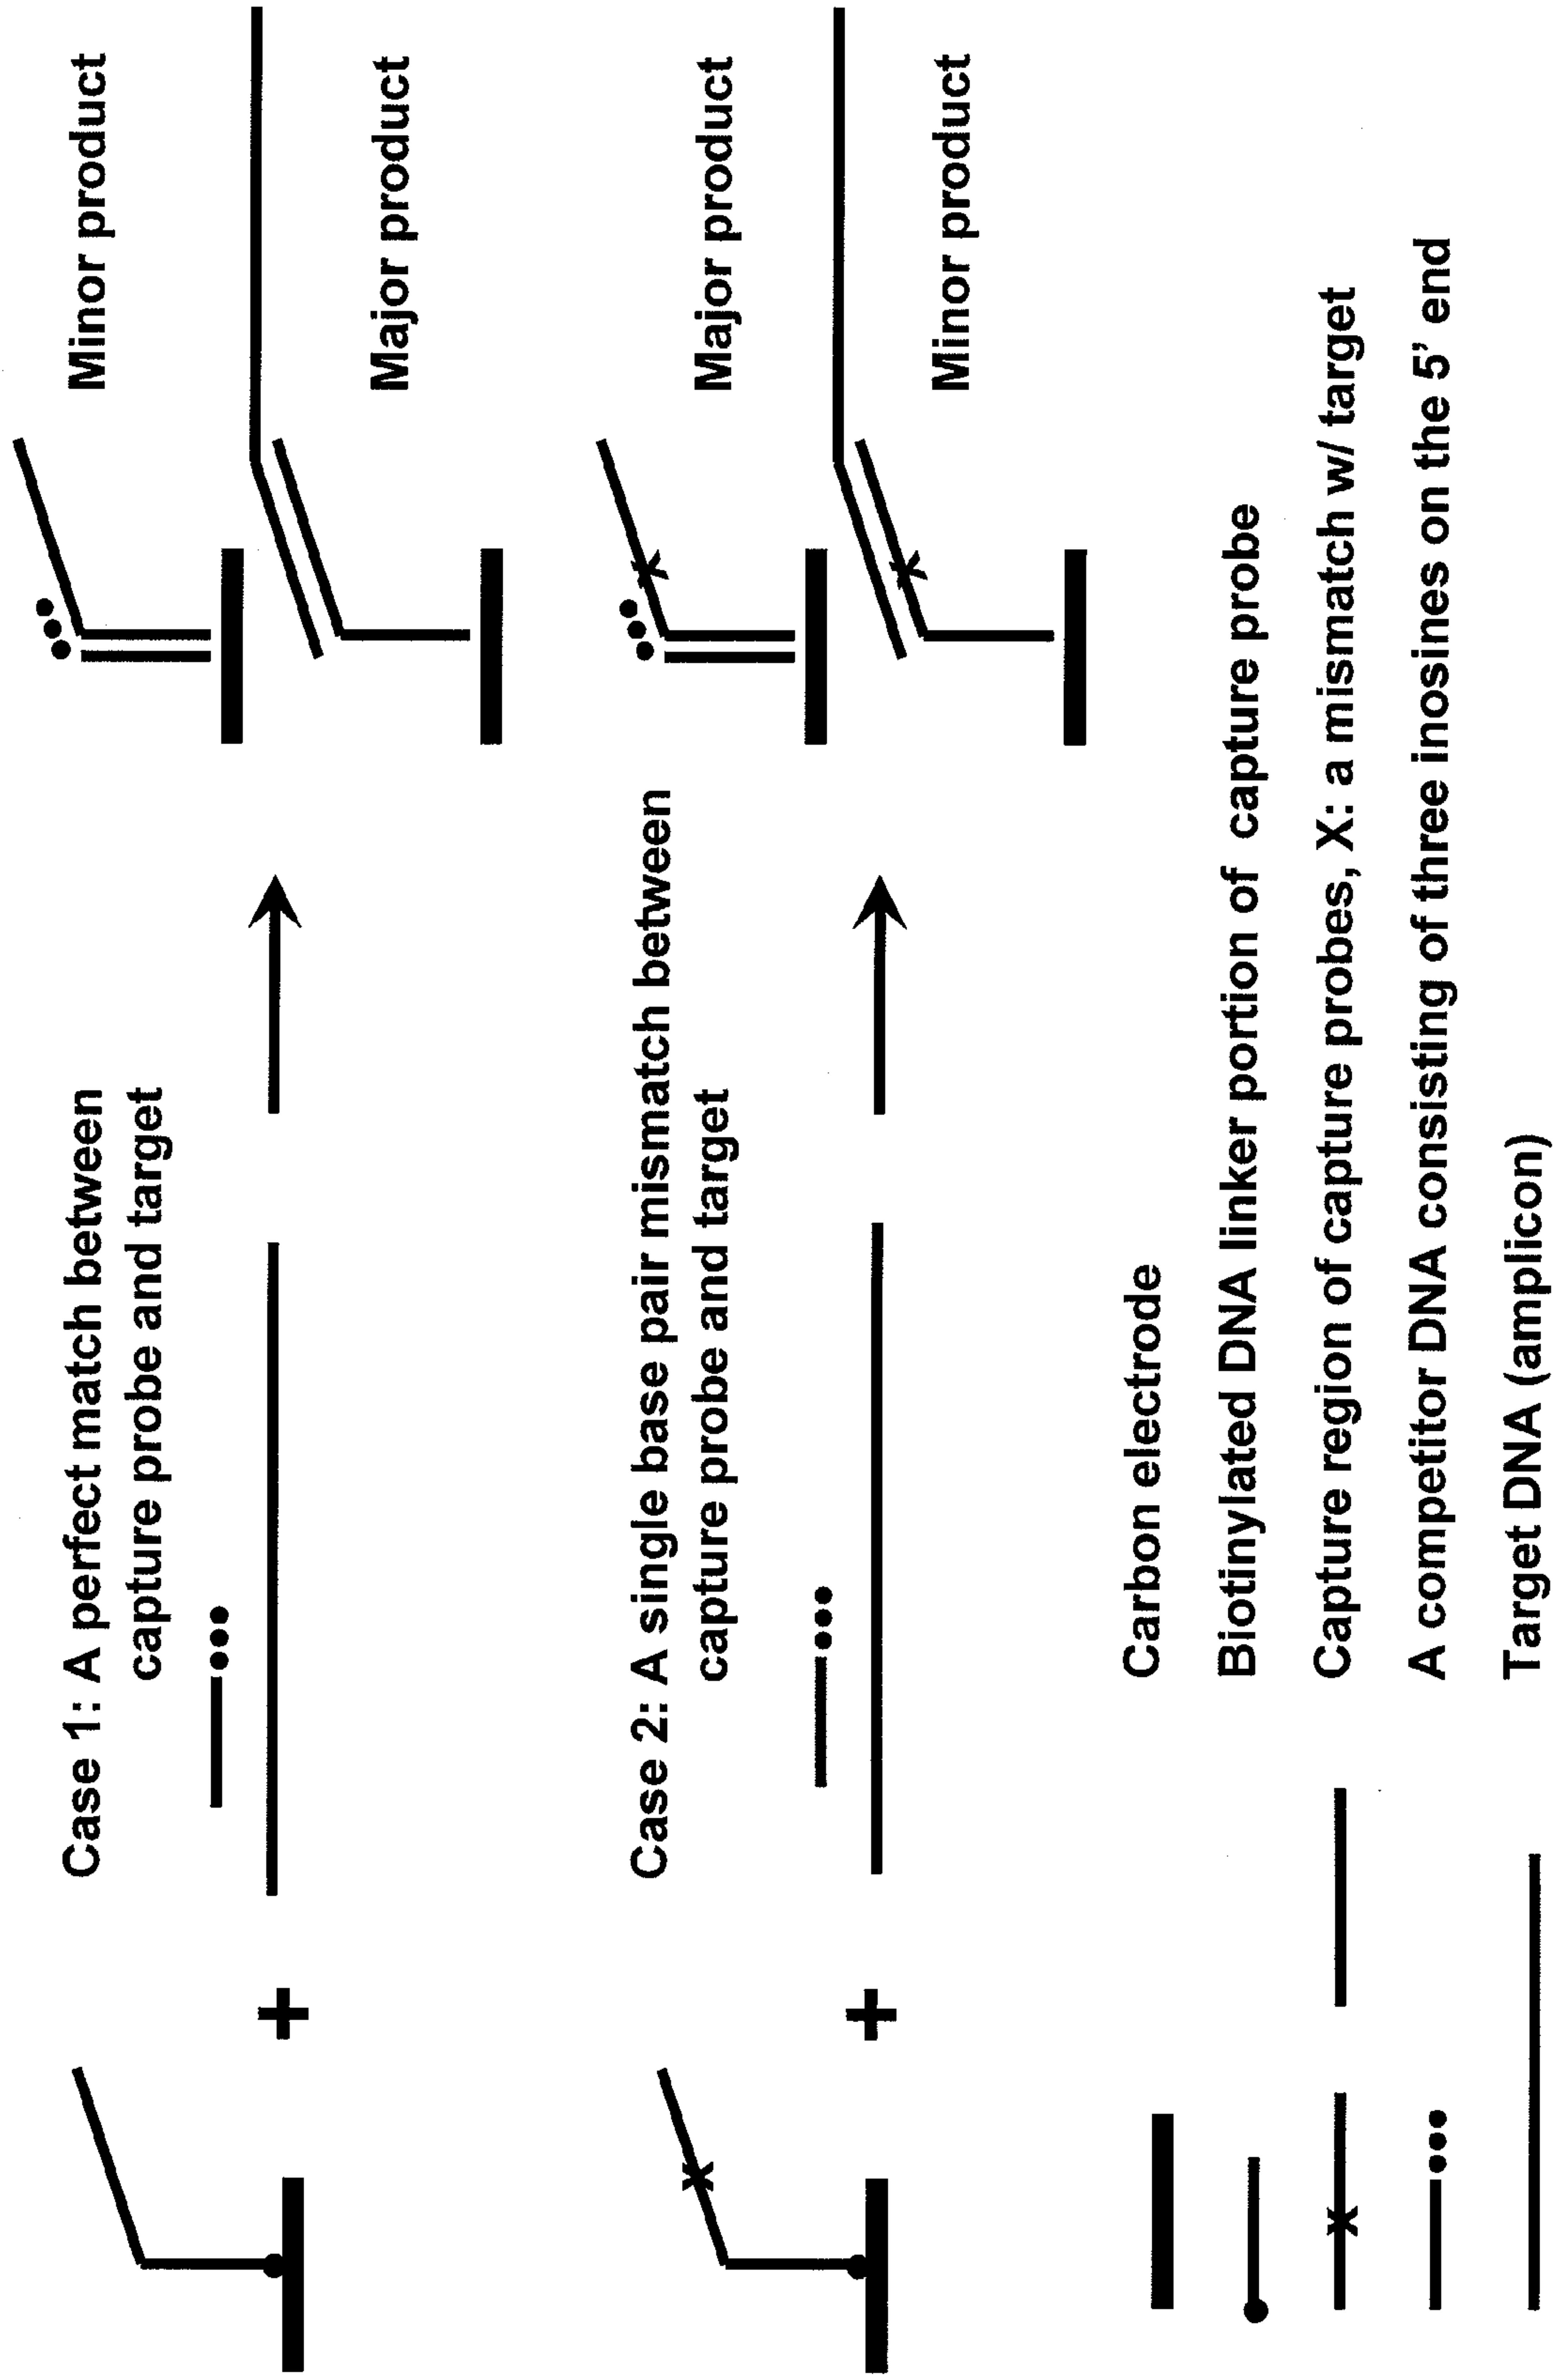 Case 1: A perfect match between
capture probe and target
+
Minor product
Major product
Case 2: A single base pair mismatch between
capture probe and target
x
+
x
Major product
x
Minor product
Carbon electrode
Biotinylated DNA linker portion of capture probe
x
Capture region of capture probes, X: a mismatch w/ target
A competitor DNA consisting of three inosines on the 5' end
Target DNA (amplicon)